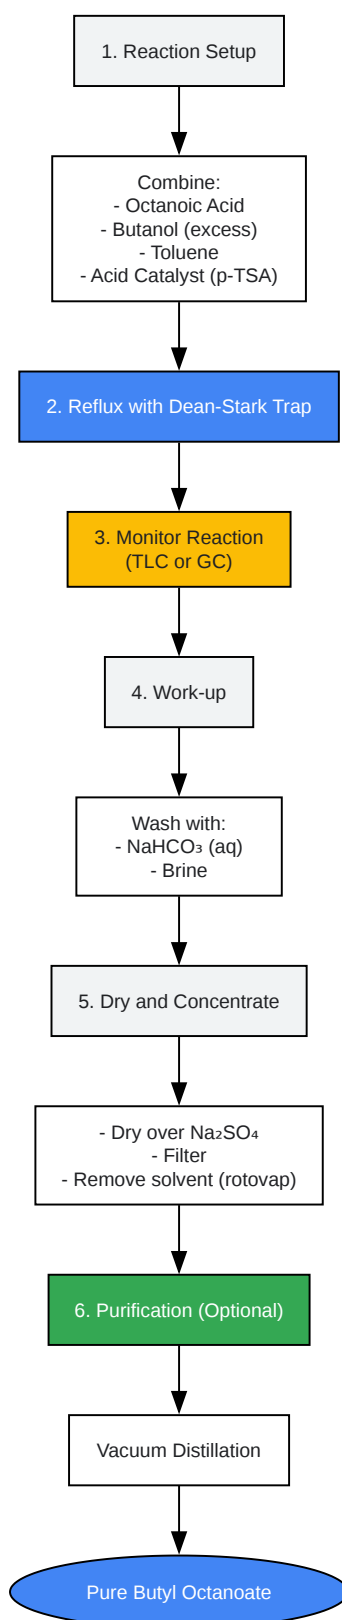 1. Reaction Setup
Combine:
- Octanoic Acid
- Butanol (excess)
- Toluene
- Acid Catalyst (p-TSA)
2. Reflux with Dean-Stark Trap
3. Monitor Reaction
(TLC or GC)
4. Work-up
Wash with:
- NaHCO₃ (aq)
- Brine
5. Dry and Concentrate
- Dry over Na₂SO₄
- Filter
- Remove solvent (rotovap)
6. Purification (Optional)
Vacuum Distillation
Pure Butyl Octanoate